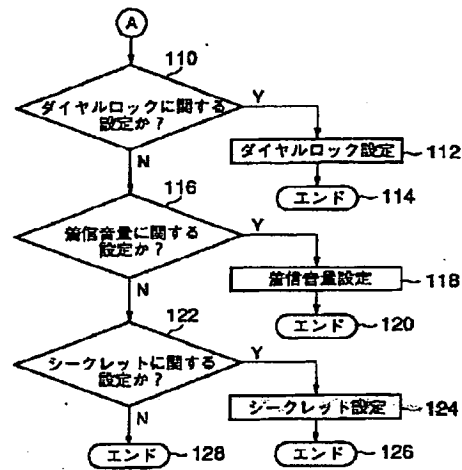 A
110
ダイヤルロックに関する
設定か？
Y
ダイヤルロック設定
112
N
エンド
114
116
着信音量に関する
設定か？
Y
着信音量設定
118
N
エンド
120
122
シークレットに関する
設定か？
Y
シークレット設定
124
N
エンド
128
エンド
126